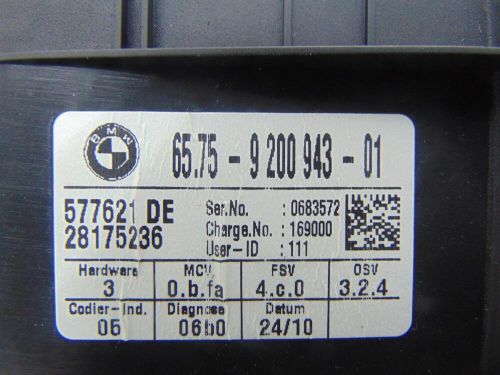 BMW
65.75 - 9 200 943 - 01
577621 DE
28175236
Ser.No. : 0683572
Charge.No. : 169000
User-ID : 111
Hardware MCV FSV OSV
3 0.b.fa 4.c.0 3.2.4
Codier-Ind. Diagnose Datum
05 06b0 24/10